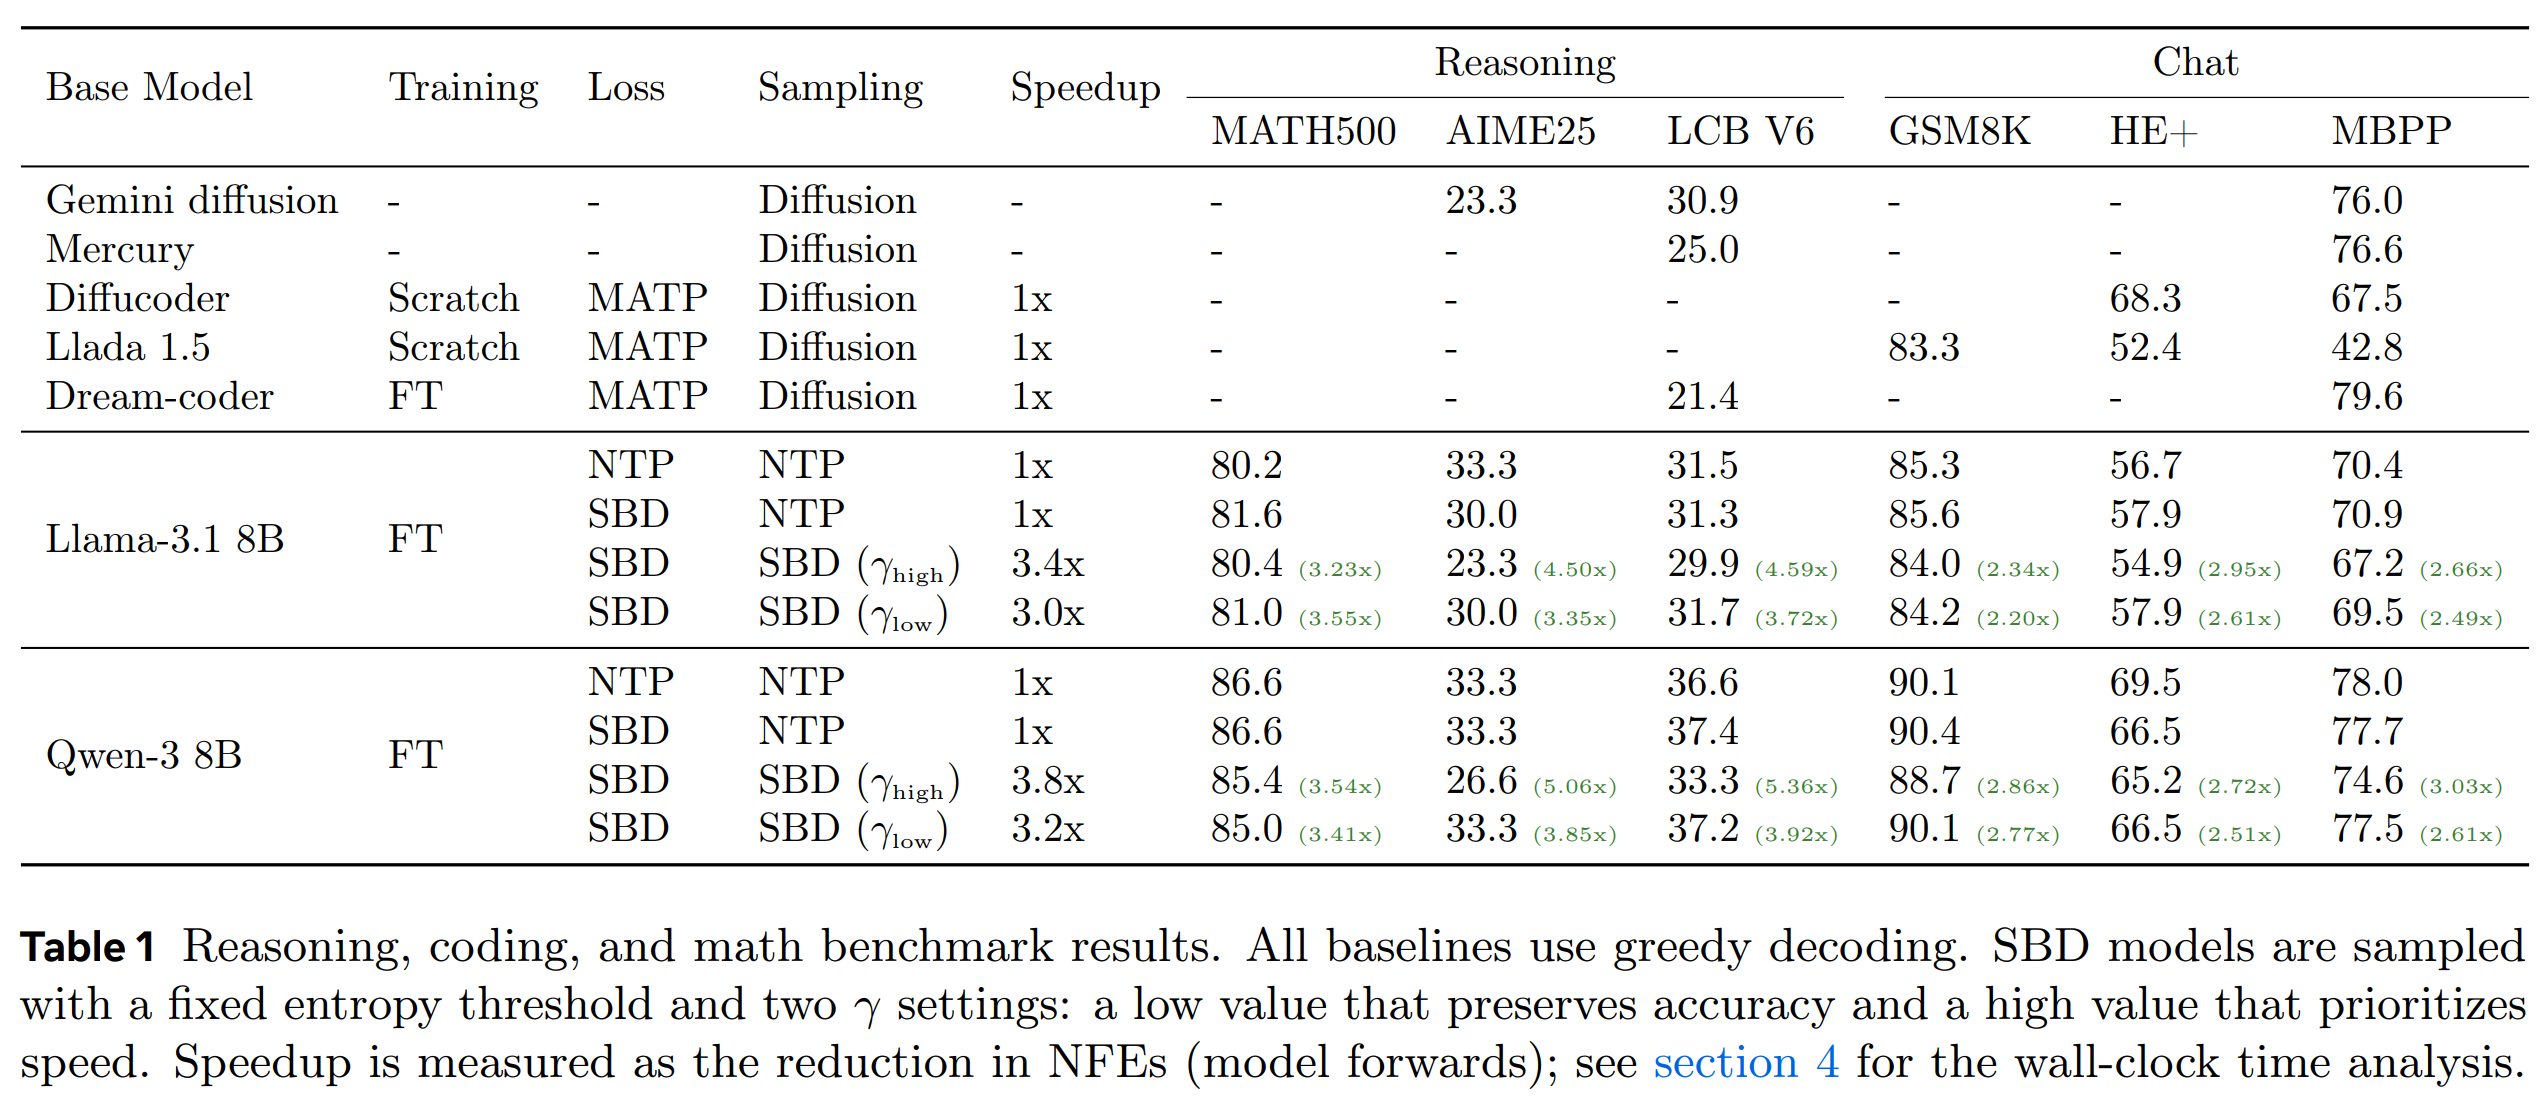 Base Model Training Loss Sampling Speedup Reasoning Chat
MATH500 AIME25 LCB V6 GSM8K HE+ MBPP
Gemini diffusion - - Diffusion - - 23.3 30.9 - - 76.0
Mercury - - Diffusion - - - 25.0 - - 76.6
Diffucoder Scratch MATP Diffusion 1x - - - - 68.3 67.5
Llada 1.5 Scratch MATP Diffusion 1x - - - 83.3 52.4 42.8
Dream-coder FT MATP Diffusion 1x - - 21.4 - - 79.6
Llama-3.1 8B FT
NTP NTP 1x 80.2 33.3 31.5 85.3 56.7 70.4
SBD NTP 1x 81.6 30.0 31.3 85.6 57.9 70.9
SBD SBD (γhigh) 3.4x 80.4 (3.23x) 23.3 (4.50x) 29.9 (4.59x) 84.0 (2.34x) 54.9 (2.95x) 67.2 (2.66x)
SBD SBD (γlow) 3.0x 81.0 (3.55x) 30.0 (3.35x) 31.7 (3.72x) 84.2 (2.20x) 57.9 (2.61x) 69.5 (2.49x)
Qwen-3 8B FT
NTP NTP 1x 86.6 33.3 36.6 90.1 69.5 78.0
SBD NTP 1x 86.6 33.3 37.4 90.4 66.5 77.7
SBD SBD (γhigh) 3.8x 85.4 (3.54x) 26.6 (5.06x) 33.3 (5.36x) 88.7 (2.86x) 65.2 (2.72x) 74.6 (3.03x)
SBD SBD (γlow) 3.2x 85.0 (3.41x) 33.3 (3.85x) 37.2 (3.92x) 90.1 (2.77x) 66.5 (2.51x) 77.5 (2.61x)
Table 1 Reasoning, coding, and math benchmark results. All baselines use greedy decoding. SBD models are sampled
with a fixed entropy threshold and two γ settings: a low value that preserves accuracy and a high value that prioritizes
speed. Speedup is measured as the reduction in NFEs (model forwards); see section 4 for the wall-clock time analysis.